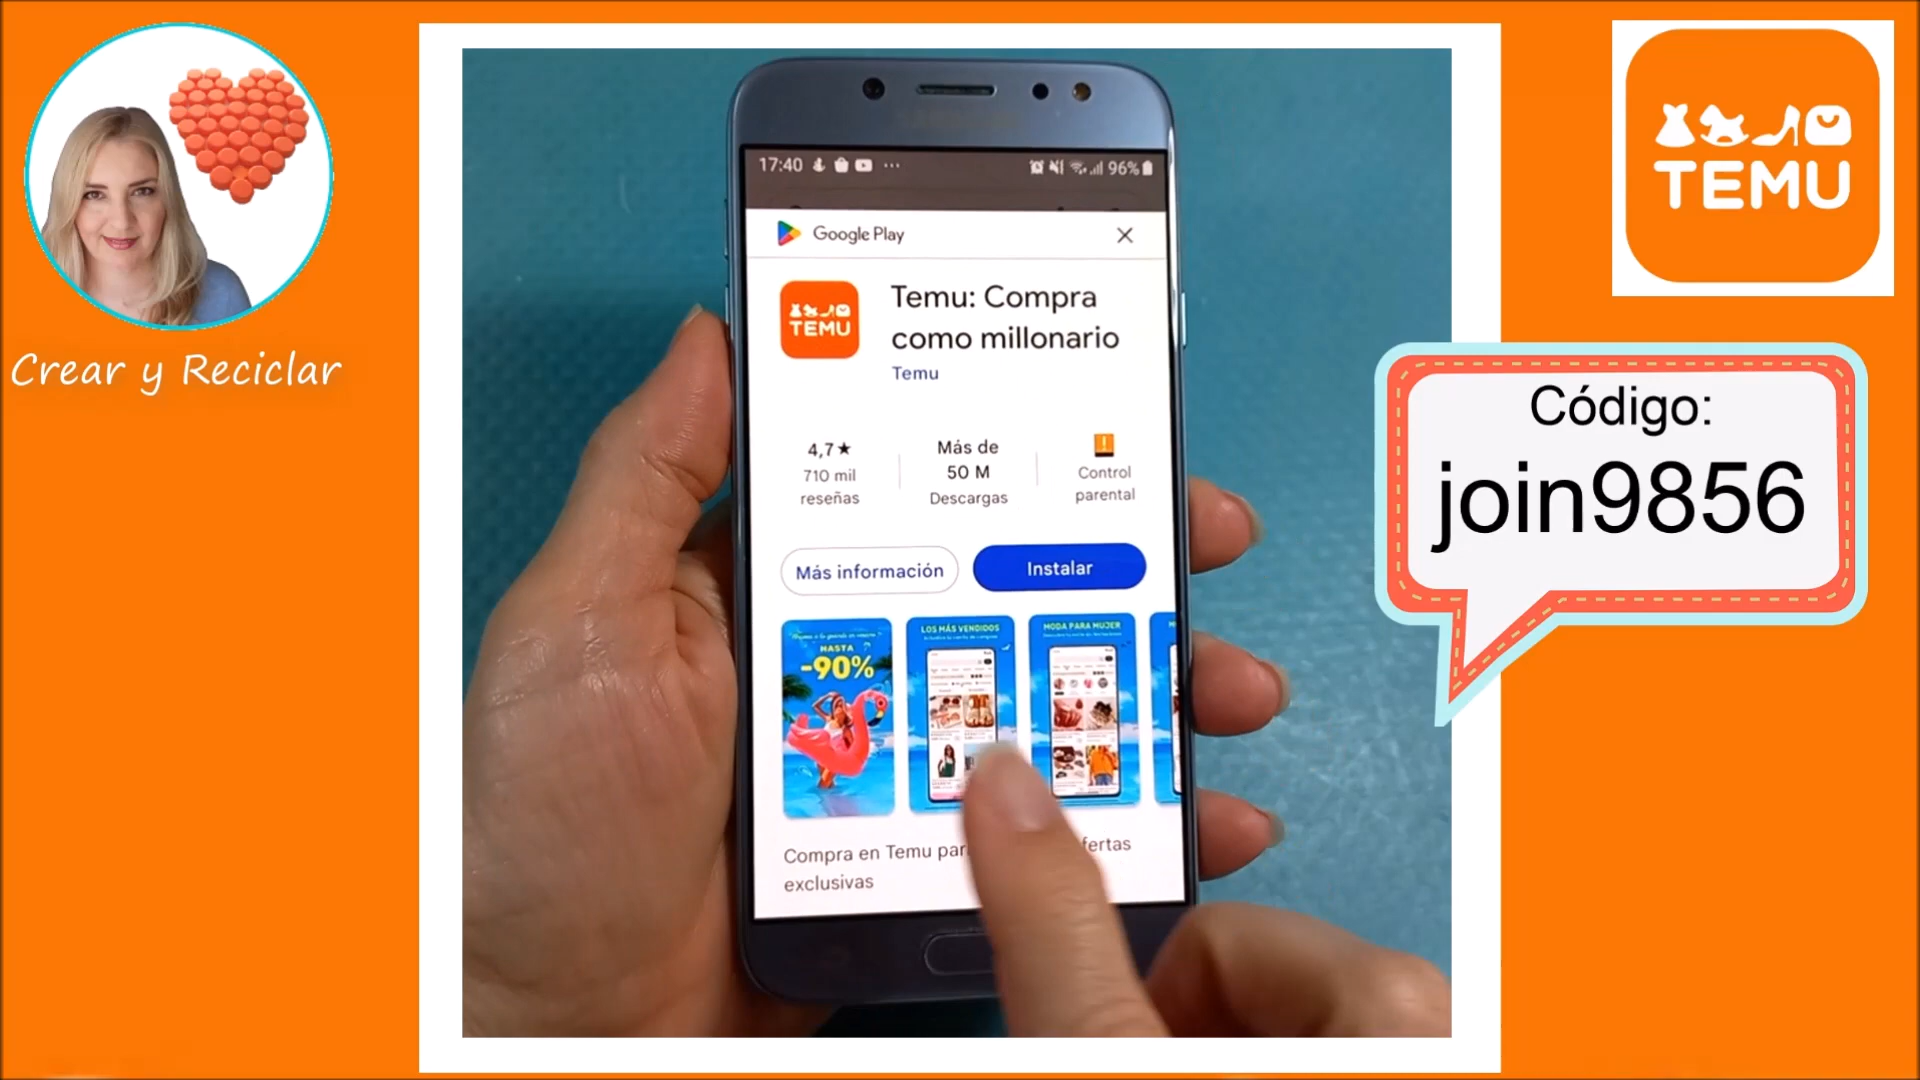 Crear y Reciclar
17:40
96%
Google Play
TEMU
Temu: Compra
como millonario
Temu
4,7★
710 mil
reseñas
Más de
50 M
Descargas
Control
parental
Más información
Instalar
HASTA
-90%
LOS MÁS VENDIDOS
MODA PARA MUJER
Compra en Temu par
fertas
exclusivas
TEMU
Código:
join9856